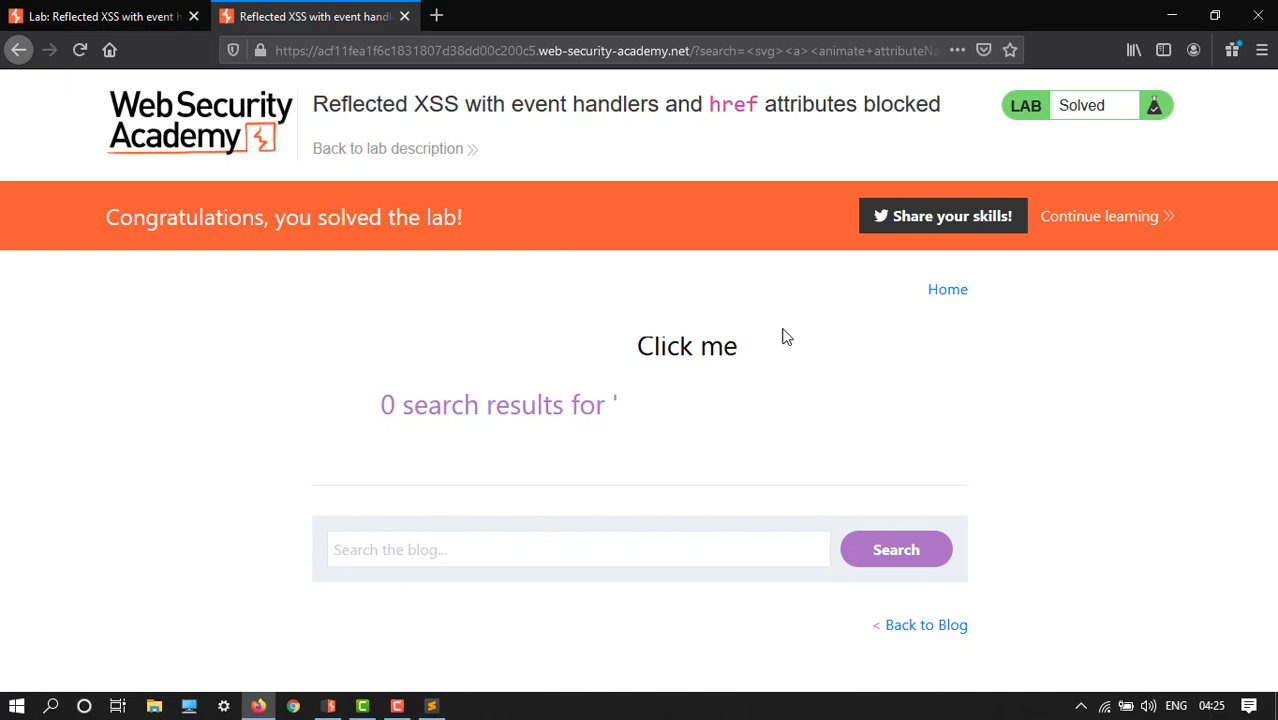 Lab: Reflected XSS with event h
Reflected XSS with event handl
https://acf11fea1f6c1831807d38dd00c200c5.web-security-academy.net/?search=<svg><a><animate+attributeNa
Web Security
Academy
Reflected XSS with event handlers and href attributes blocked
Back to lab description
LAB Solved
Congratulations, you solved the lab!
Share your skills!
Continue learning
Home
Click me
0 search results for '
Search the blog...
Search
< Back to Blog
ENG
04:25